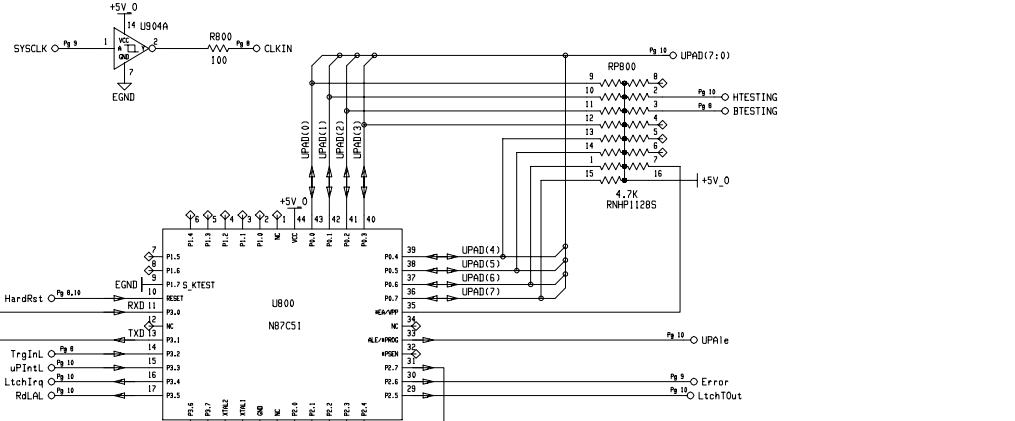 +5V_O
14 U904A
SYSCLK Pg 9 1 A VCC GND 2 R800 100 Pg 8 CLKIN
7
EGND
Pg 10 UPAD(7:0)
RP800
9 8
10 2 Pg 10 HTESTING
11 3 Pg 8 BTESTING
12 4
13 5
14 6
1 7
15 16 +5V_O
4.7K
RNHP1128S
UPAD(0) UPAD(1) UPAD(2) UPAD(3)
+5V_O
6 5 4 3 2 1 44 43 42 41 40
P1.4 P1.3 P1.2 P1.1 P1.0 NC VCC P0.0 P0.1 P0.2 P0.3
7 P1.5 P0.4 39 UPAD(4)
8 P1.6 P0.5 38 UPAD(5)
EGND 9 P1.7 S_KTEST P0.6 37 UPAD(6)
HardRst Pg 8,10 10 RESET P0.7 36 UPAD(7)
RXD 11 P3.0 U800 *EA/VPP 35
12 NC N87C51 NC 34
TXD 13 P3.1 ALE/*PROG 33 Pg 10 UPAle
TrgInL Pg 8 14 P3.2 *PSEN 32
uPIntL Pg 10 15 P3.3 P2.7 31
LtchIrq Pg 10 16 P3.4 P2.6 30 Pg 9 Error
RdLAL Pg 10 17 P3.5 P2.5 29 Pg 10 LtchTOut
P3.6 P3.7 XTAL2 XTAL1 GND NC P2.0 P2.1 P2.2 P2.3 P2.4